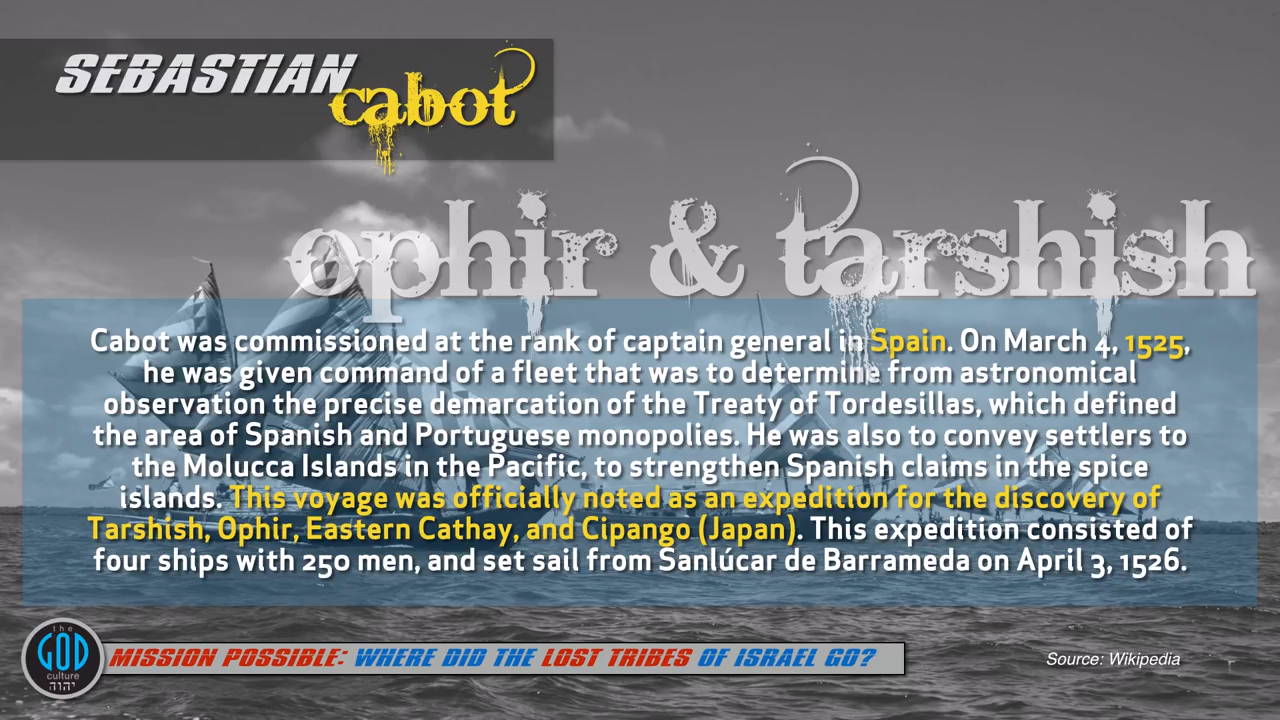 SEBASTIAN
cabot
ophir & tarshish
Cabot was commissioned at the rank of captain general in Spain. On March 4, 1525,
he was given command of a fleet that was to determine from astronomical
observation the precise demarcation of the Treaty of Tordesillas, which defined
the area of Spanish and Portuguese monopolies. He was also to convey settlers to
the Molucca Islands in the Pacific, to strengthen Spanish claims in the spice
islands. This voyage was officially noted as an expedition for the discovery of
Tarshish, Ophir, Eastern Cathay, and Cipango (Japan). This expedition consisted of
four ships with 250 men, and set sail from Sanlúcar de Barrameda on April 3, 1526.
the
GOD
culture
יהוה
MISSION POSSIBLE: WHERE DID THE LOST TRIBES OF ISRAEL GO?
Source: Wikipedia